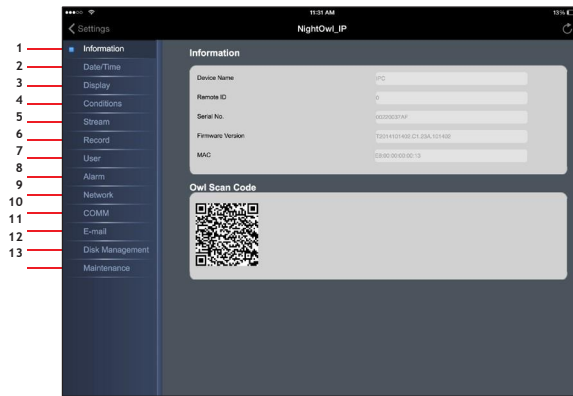 11:31 AM
13%
Settings
NightOwl_IP
1
Information
2
Date/Time
3
Display
4
Conditions
5
Stream
6
Record
7
User
8
Alarm
9
Network
10
COMM
11
E-mail
12
Disk Management
13
Maintenance
Information
Device Name
IPC
Remote ID
0
Serial No.
Firmware Version
MAC
Owl Scan Code